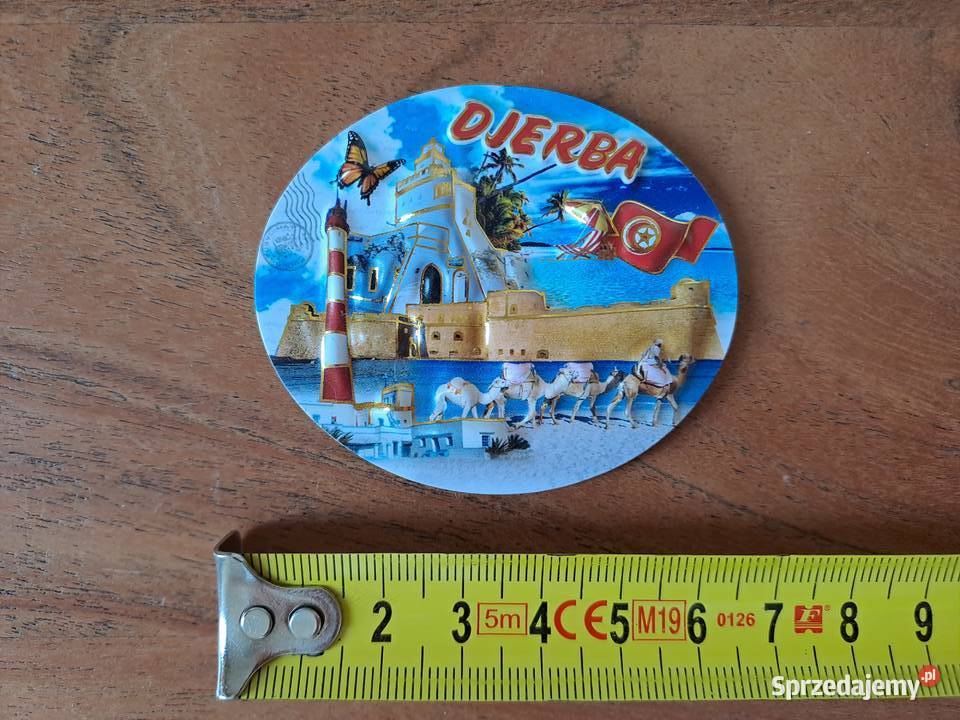 DJERBA
2 3 5m 4 CE 5 M19 6 0126 7 8 9
Sprzedajemy.pl